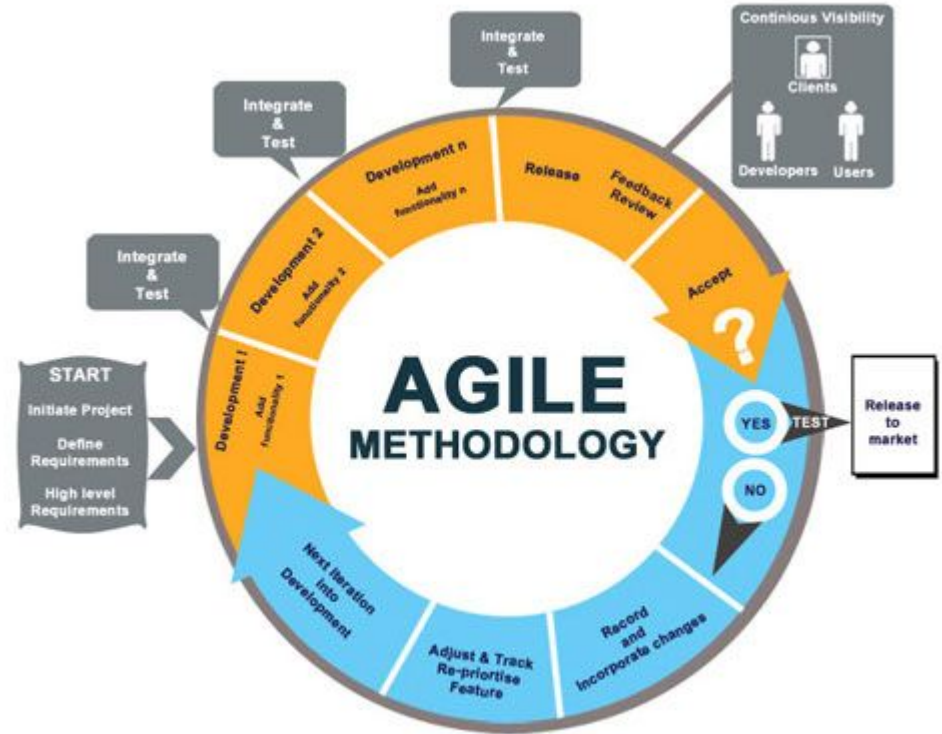 Continious Visibility
Clients
Developers
Users
Integrate
&
Test
Integrate
&
Test
Integrate
&
Test
START
Initiate Project
Define
Requirements
High level
Requirements
Development 1
Add
functionality 1
Development 2
Add
functionality 2
Development n
Add
functionality n
Release
Feedback
Review
Accept
?
AGILE
METHODOLOGY
YES
TEST
Release
to
market
NO
Record
and
Incorporate changes
Adjust & Track
Re-priortise
Feature
Next iteration
into
Development